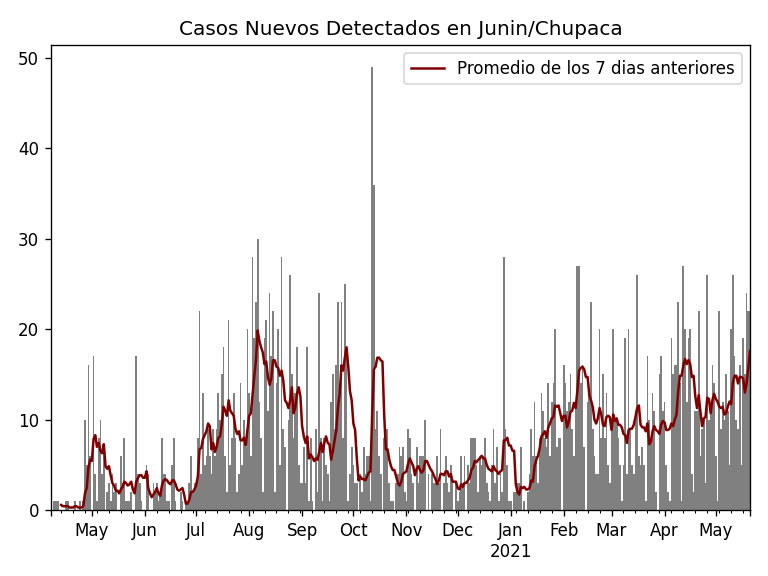 Casos Nuevos Detectados en Junin/Chupaca
Promedio de los 7 dias anteriores
50
40
30
20
10
0
May Jun Jul Aug Sep Oct Nov Dec Jan Feb Mar Apr May
2021